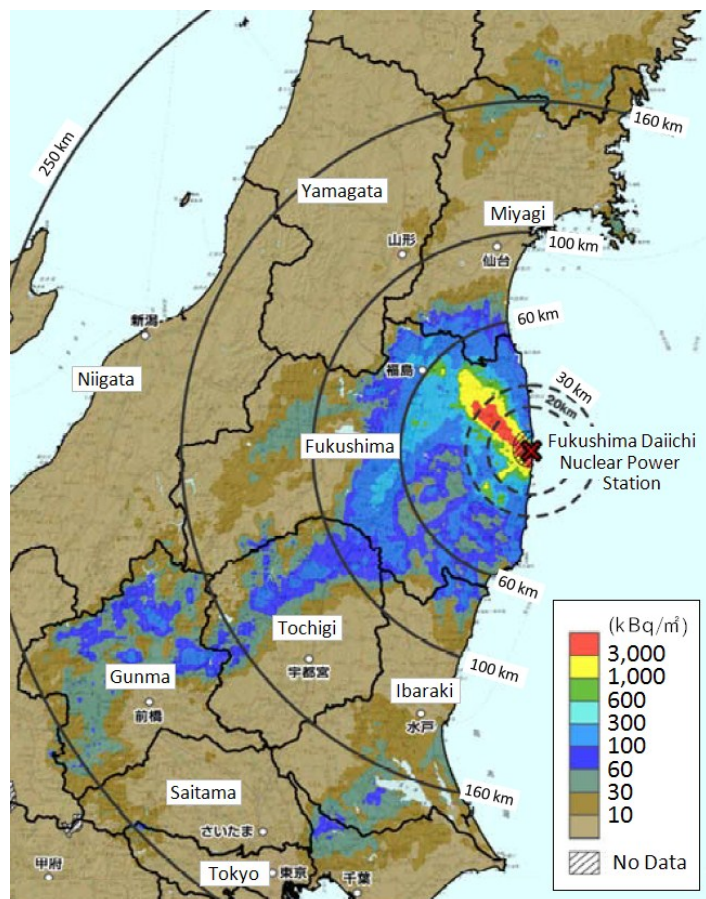 250 km
160 km
Yamagata
Miyagi
山形
仙台
100 km
新潟
60 km
Niigata
福島
30 km
20km
Fukushima
Fukushima Daiichi
Nuclear Power
Station
60 km
Tochigi
宇都宮
100 km
Gunma
前橋
Ibaraki
水戸
160 km
Saitama
さいたま
Tokyo
東京
甲府
千葉
(kBq/㎡)
3,000
1,000
600
300
100
60
30
10
No Data